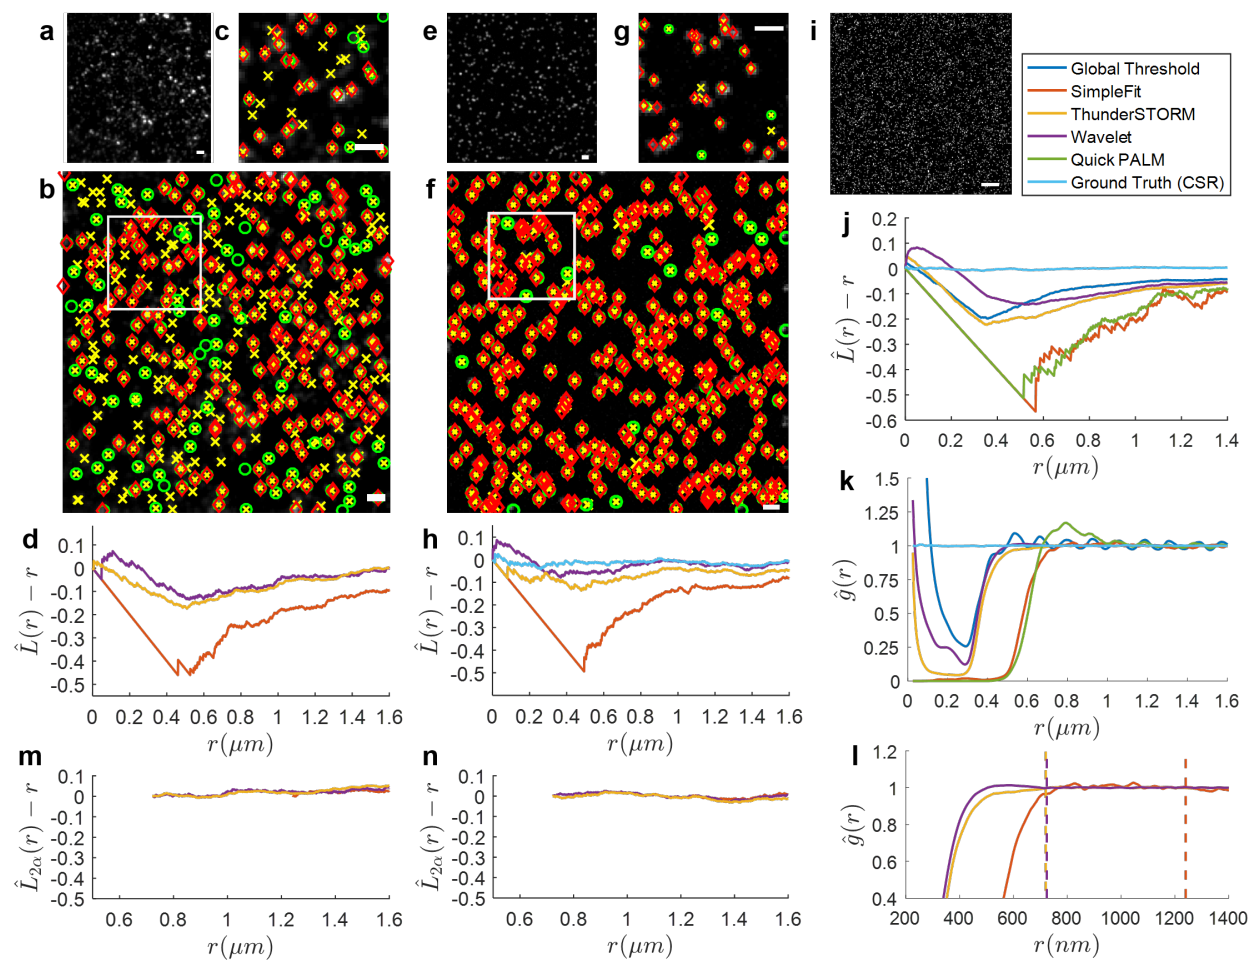 a
c
e
g
i
Global Threshold
SimpleFit
ThunderSTORM
Wavelet
Quick PALM
Ground Truth (CSR)
b
f
j
0.2
0.1
0
-0.1
-0.2
-0.3
-0.4
-0.5
-0.6
L̂(r) − r
0 0.2 0.4 0.6 0.8 1 1.2 1.4
r(μm)
k
1.5
1.25
1
0.75
0.5
0.25
0
ĝ(r)
0 0.2 0.4 0.6 0.8 1 1.2 1.4 1.6
r(μm)
d
0.1
0
-0.1
-0.2
-0.3
-0.4
-0.5
L̂(r) − r
0 0.2 0.4 0.6 0.8 1 1.2 1.4 1.6
r(μm)
h
0.1
0
-0.1
-0.2
-0.3
-0.4
-0.5
L̂(r) − r
0 0.2 0.4 0.6 0.8 1 1.2 1.4 1.6
r(μm)
m
0.1
0
-0.1
-0.2
-0.3
-0.4
-0.5
L̂2α(r) − r
0.6 0.8 1 1.2 1.4 1.6
r(μm)
n
0.1
0
-0.1
-0.2
-0.3
-0.4
-0.5
L̂2α(r) − r
0.6 0.8 1 1.2 1.4 1.6
r(μm)
l
1.2
1
0.8
0.6
0.4
ĝ(r)
200 400 600 800 1000 1200 1400
r(nm)